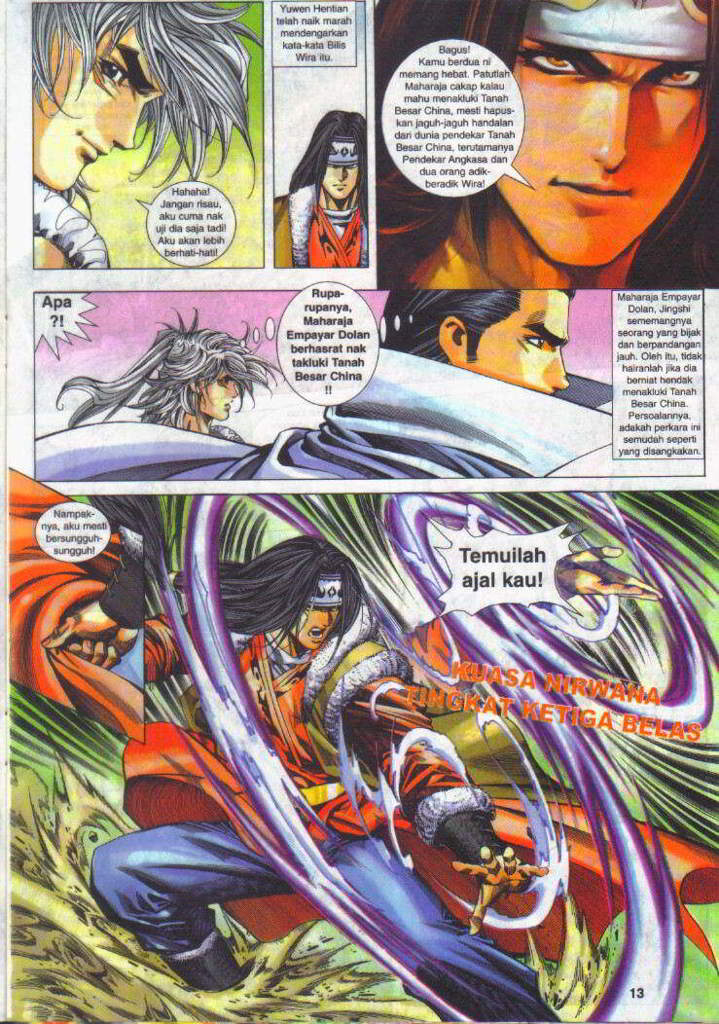 Hahaha!
Jangan risau,
aku cuma nak
uji dia saja tadi!
Aku akan lebih
berhati-hati!
Yuwen Hentian
telah naik marah
mendengarkan
kata-kata Bilis
Wira itu.
Bagus!
Kamu berdua ni
memang hebat. Patutlah
Maharaja cakap kalau
mahu menakluki Tanah
Besar China, mesti hapus-
kan jaguh-jaguh handalan
dari dunia pendekar Tanah
Besar China, terutamanya
Pendekar Angkasa dan
dua orang adik-
beradik Wira!
Apa
?!
Rupa-
rupanya,
Maharaja
Empayar Dolan
berhasrat nak
takluki Tanah
Besar China
!!
Maharaja Empayar
Dolan, Jingshi
sememangnya
seorang yang bijak
dan berpandangan
jauh. Oleh itu, tidak
hairanlah jika dia
berniat hendak
menakluki Tanah
Besar China.
Persoalannya,
adakah perkara ini
semudah seperti
yang disangkakan.
Nampak-
nya, aku mesti
bersungguh-
sungguh!
Temuilah
ajal kau!
KUASA NIRWANA
TINGKAT KETIGA BELAS
13